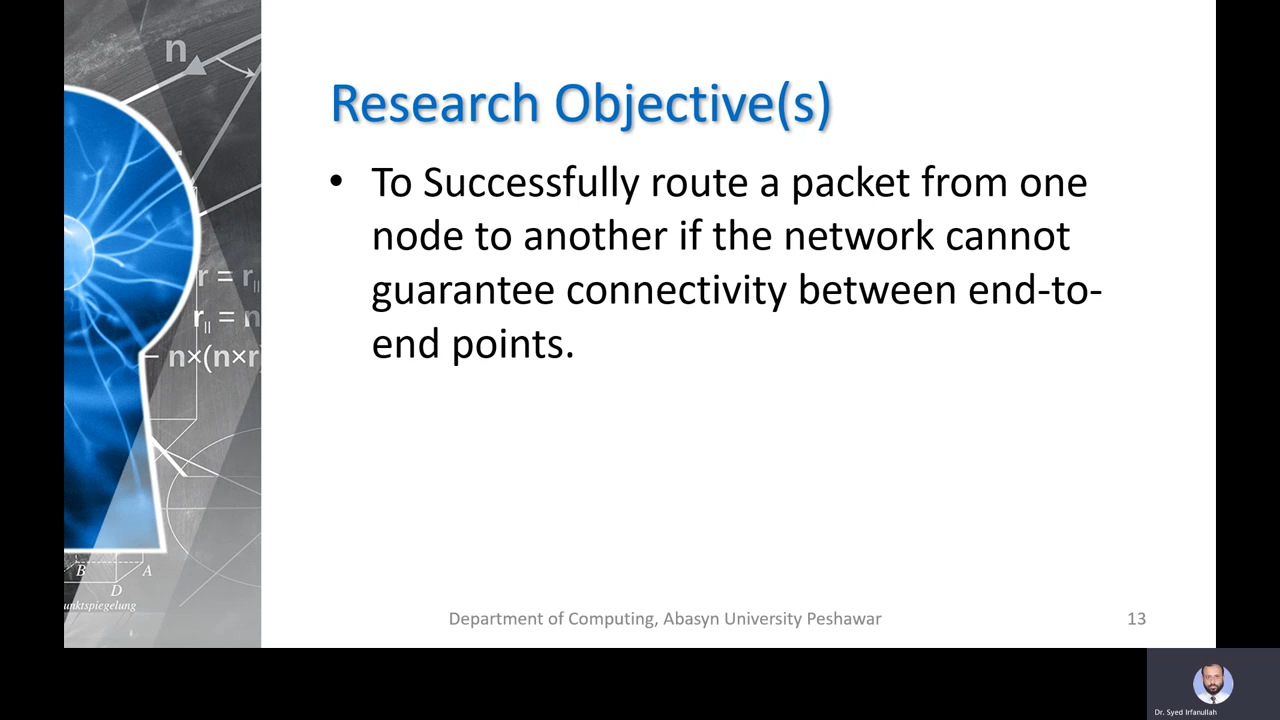 n
Research Objective(s)
• To Successfully route a packet from one
node to another if the network cannot
guarantee connectivity between end-to-
end points.
r = r||
r|| = n
n×(n×r)
B
A
D
unktspiegelung
Department of Computing, Abasyn University Peshawar
13
Dr. Syed Irfanullah